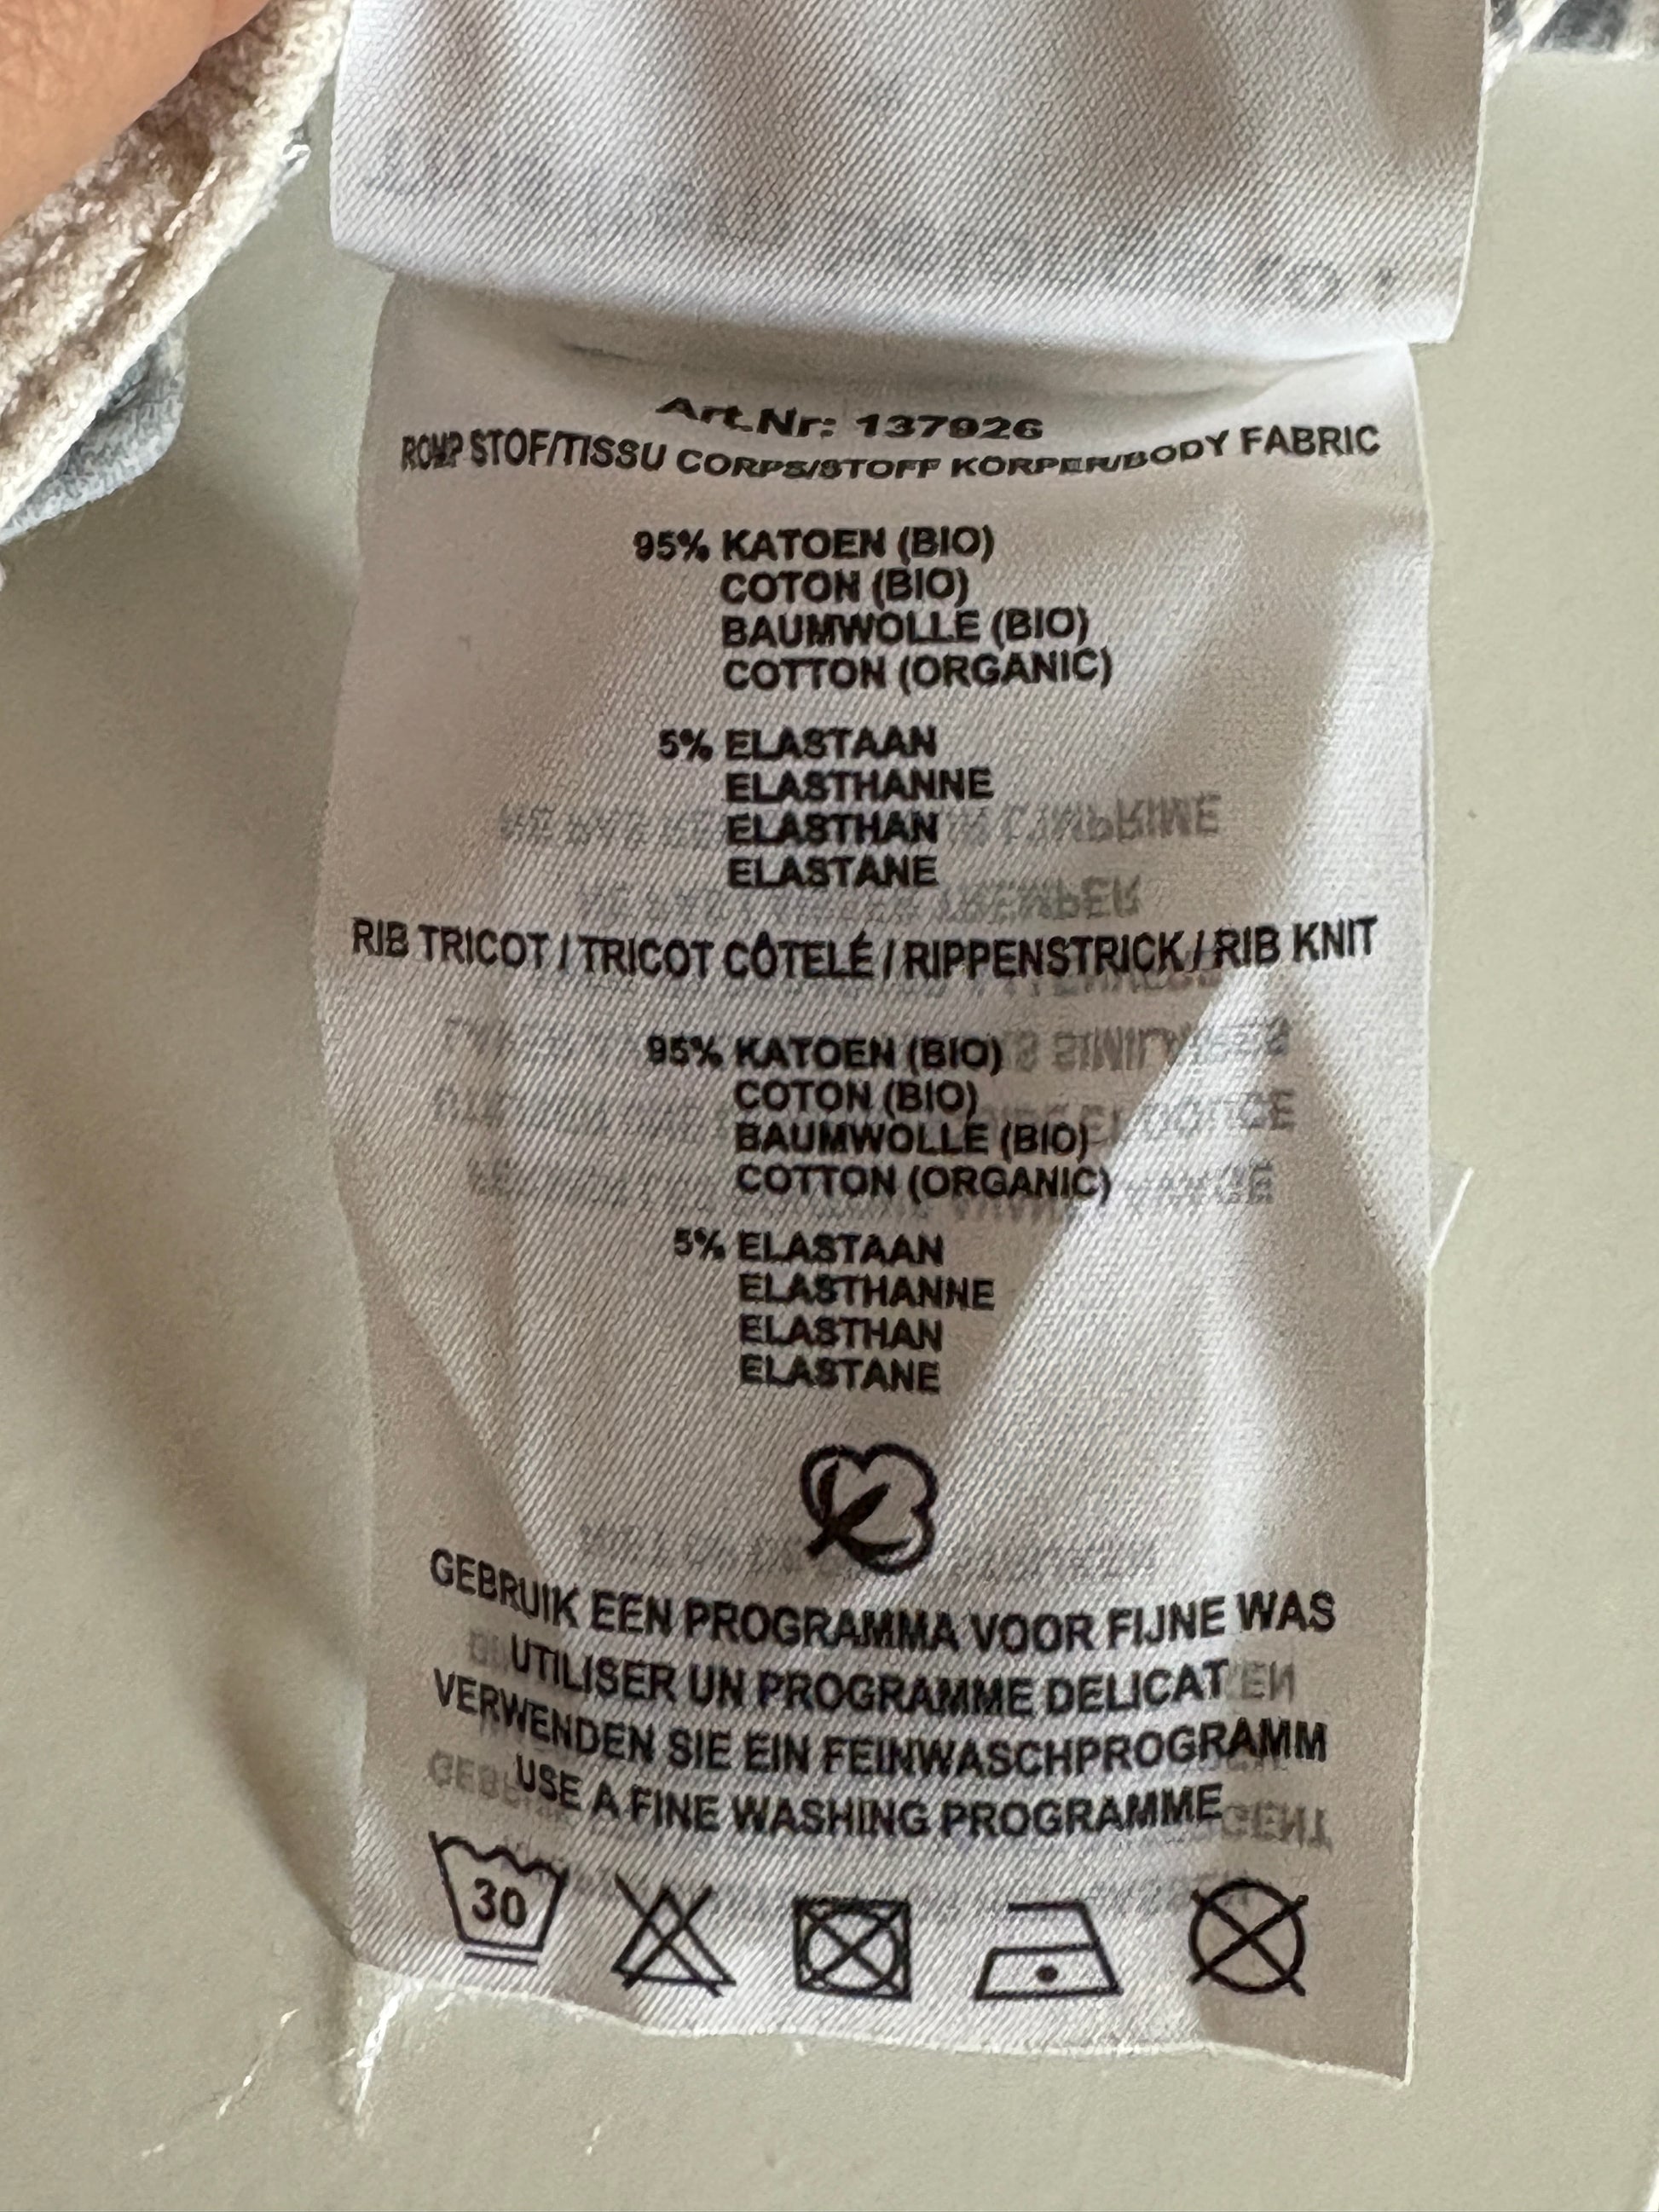 Art.Nr: 137926
ROMP STOF/TISSU CORPS/STOFF KÖRPER/BODY FABRIC
95% KATOEN (BIO)
COTON (BIO)
BAUMWOLLE (BIO)
COTTON (ORGANIC)
5% ELASTAAN
ELASTHANNE
ELASTHAN
ELASTANE
RIB TRICOT / TRICOT CÔTELÉ / RIPPENSTRICK / RIB KNIT
95% KATOEN (BIO)
COTON (BIO)
BAUMWOLLE (BIO)
COTTON (ORGANIC)
5% ELASTAAN
ELASTHANNE
ELASTHAN
ELASTANE
GEBRUIK EEN PROGRAMMA VOOR FIJNE WAS
UTILISER UN PROGRAMME DELICAT
VERWENDEN SIE EIN FEINWASCHPROGRAMM
USE A FINE WASHING PROGRAMME
30